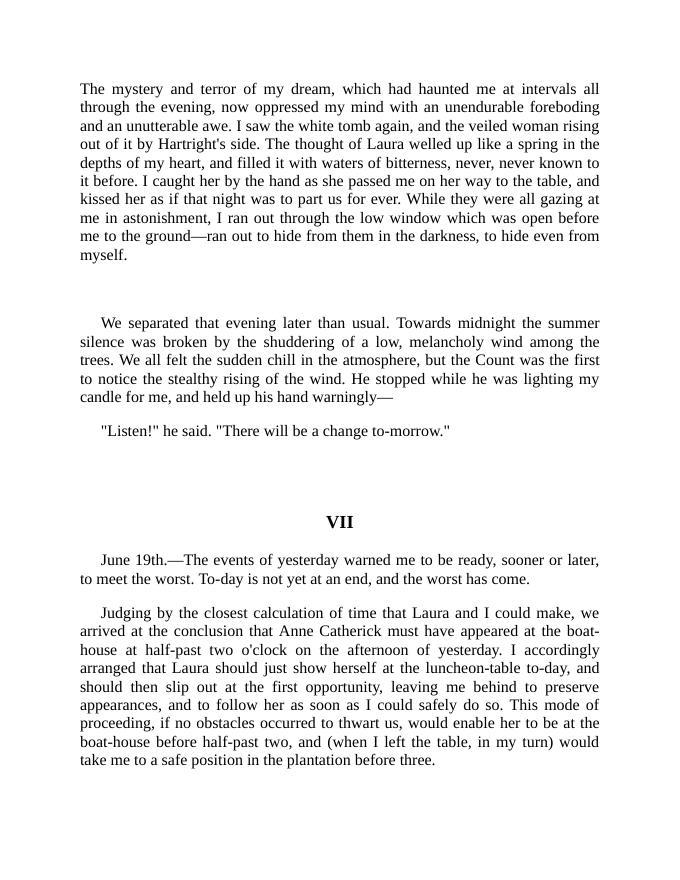 The mystery and terror of my dream, which had haunted me at intervals all
through the evening, now oppressed my mind with an unendurable foreboding
and an unutterable awe. I saw the white tomb again, and the veiled woman rising
out of it by Hartright's side. The thought of Laura welled up like a spring in the
depths of my heart, and filled it with waters of bitterness, never, never known to
it before. I caught her by the hand as she passed me on her way to the table, and
kissed her as if that night was to part us for ever. While they were all gazing at
me in astonishment, I ran out through the low window which was open before
me to the ground—ran out to hide from them in the darkness, to hide even from
myself.
We separated that evening later than usual. Towards midnight the summer
silence was broken by the shuddering of a low, melancholy wind among the
trees. We all felt the sudden chill in the atmosphere, but the Count was the first
to notice the stealthy rising of the wind. He stopped while he was lighting my
candle for me, and held up his hand warningly—
"Listen!" he said. "There will be a change to-morrow."
VII
June 19th.—The events of yesterday warned me to be ready, sooner or later,
to meet the worst. To-day is not yet at an end, and the worst has come.
Judging by the closest calculation of time that Laura and I could make, we
arrived at the conclusion that Anne Catherick must have appeared at the boat-
house at half-past two o'clock on the afternoon of yesterday. I accordingly
arranged that Laura should just show herself at the luncheon-table to-day, and
should then slip out at the first opportunity, leaving me behind to preserve
appearances, and to follow her as soon as I could safely do so. This mode of
proceeding, if no obstacles occurred to thwart us, would enable her to be at the
boat-house before half-past two, and (when I left the table, in my turn) would
take me to a safe position in the plantation before three.